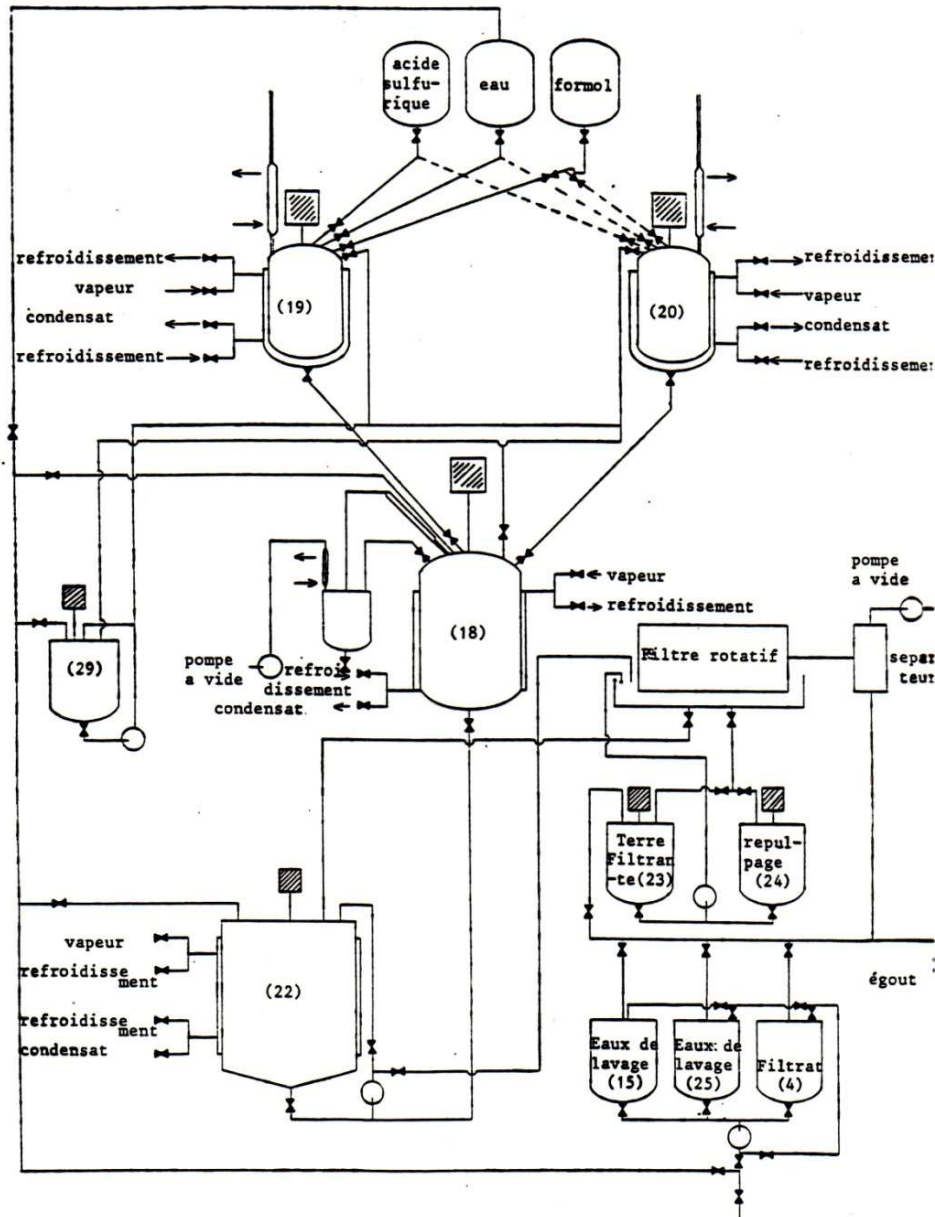 acide
sulfu-
rique
eau
formol
refroidissement
vapeur
condensat
refroidissement
(19)
(20)
refroidissemen
vapeur
condensat
refroidissemen
vapeur
refroidissement
(18)
pompe
a vide
refroi
dissement
condensat.
(29)
Filtre rotatif
pompe
a vide
separ
teur
Terre
Filtran
-te(23)
repul-
page
(24)
vapeur
refroidisse
ment
refroidisse
ment
condensat
(22)
égout
Eaux de
lavage
(15)
Eaux: de
lavage
(25)
Filtrat
(4)